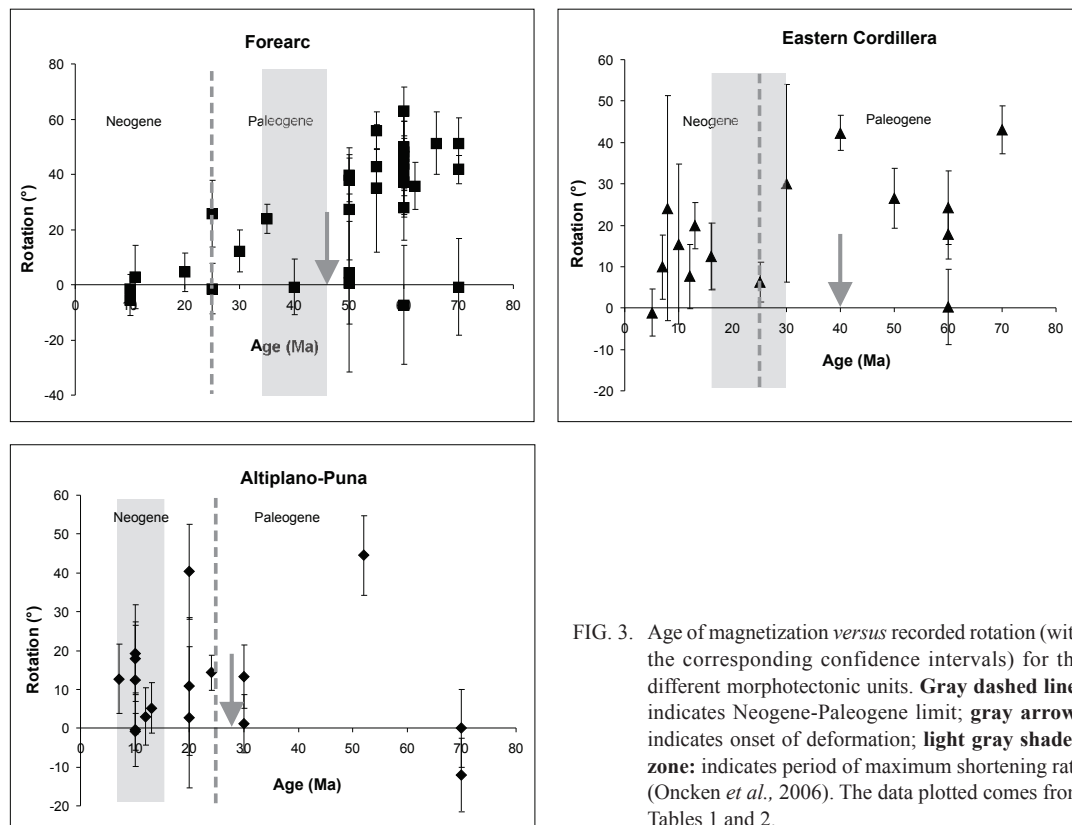 Forearc
80
60
40
20
0
-20
-40
0 10 20 30 40 50 60 70 80
Neogene
Paleogene
Rotation (°)
Age (Ma)
Eastern Cordillera
60
50
40
30
20
10
0
-10
-20
0 10 20 30 40 50 60 70 80
Neogene
Paleogene
Rotation (°)
Age (Ma)
Altiplano-Puna
60
50
40
30
20
10
0
-10
-20
0 10 20 30 40 50 60 70 80
Neogene
Paleogene
Rotation (°)
Age (Ma)
FIG. 3. Age of magnetization versus recorded rotation (wit
the corresponding confidence intervals) for th
different morphotectonic units. Gray dashed line
indicates Neogene-Paleogene limit; gray arrow
indicates onset of deformation; light gray shade
zone: indicates period of maximum shortening rat
(Oncken et al., 2006). The data plotted comes from
Tables 1 and 2.